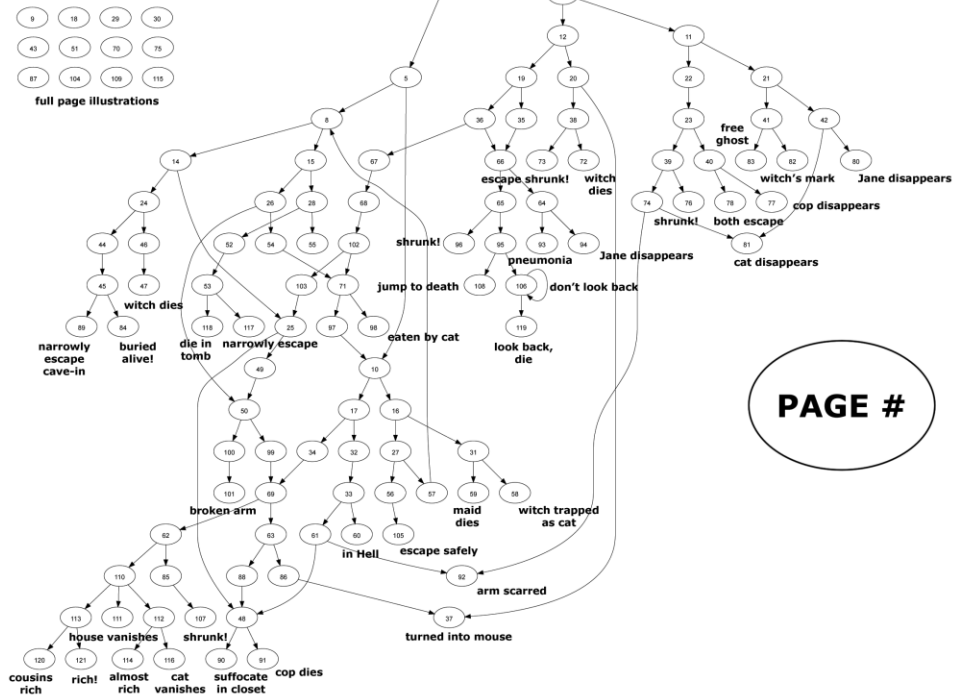 9 18 29 30
43 51 70 75
87 104 109 115
full page illustrations
12 11
5 19 20 22 21
8 36 35 38 23 41 42
free
ghost
14 15 67 66 73 72 39 40 83 82 80
escape shrunk! witch
dies
witch's mark Jane disappears
24 26 28 68 65 64 74 76 78 77
shrunk! both escape cop disappears
44 46 52 54 55 102 96 95 93 94 81
shrunk! pneumonia Jane disappears cat disappears
45 47 53 103 71 108 106
witch dies jump to death don't look back
89 84 118 117 25 97 98 119
narrowly
escape
cave-in
buried
alive!
die in
tomb
narrowly escape
eaten by cat
look back,
die
49 10
50 17 16
PAGE #
100 99 34 32 27 31
101 69 33 56 57 59 58
broken arm
maid
dies
witch trapped
as cat
62 63 61 60 105
in Hell escape safely
110 85 88 86 92
arm scarred
113 111 112 107 48 37
house vanishes shrunk! turned into mouse
120 121 114 116 90 91
cousins
rich
rich!
almost
rich
cat
vanishes
suffocate
in closet
cop dies